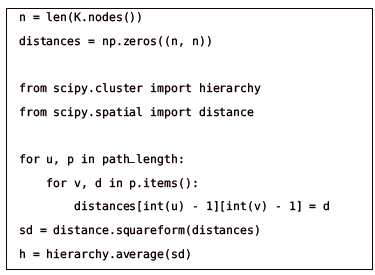 n = len(K.nodes())
distances = np.zeros((n, n))
from scipy.cluster import hierarchy
from scipy.spatial import distance
for u, p in path_length:
    for v, d in p.items():
        distances[int(u) - 1][int(v) - 1] = d
sd = distance.squareform(distances)
h = hierarchy.average(sd)